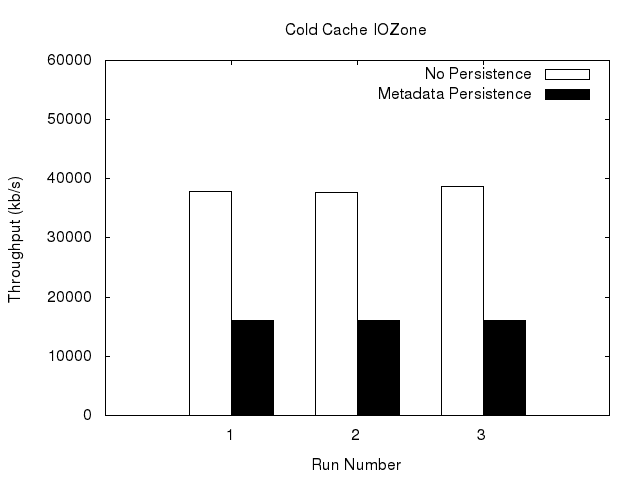 Cold Cache IOZone
60000
50000
40000
30000
20000
10000
0
Throughput (kb/s)
No Persistence
Metadata Persistence
1 2 3
Run Number